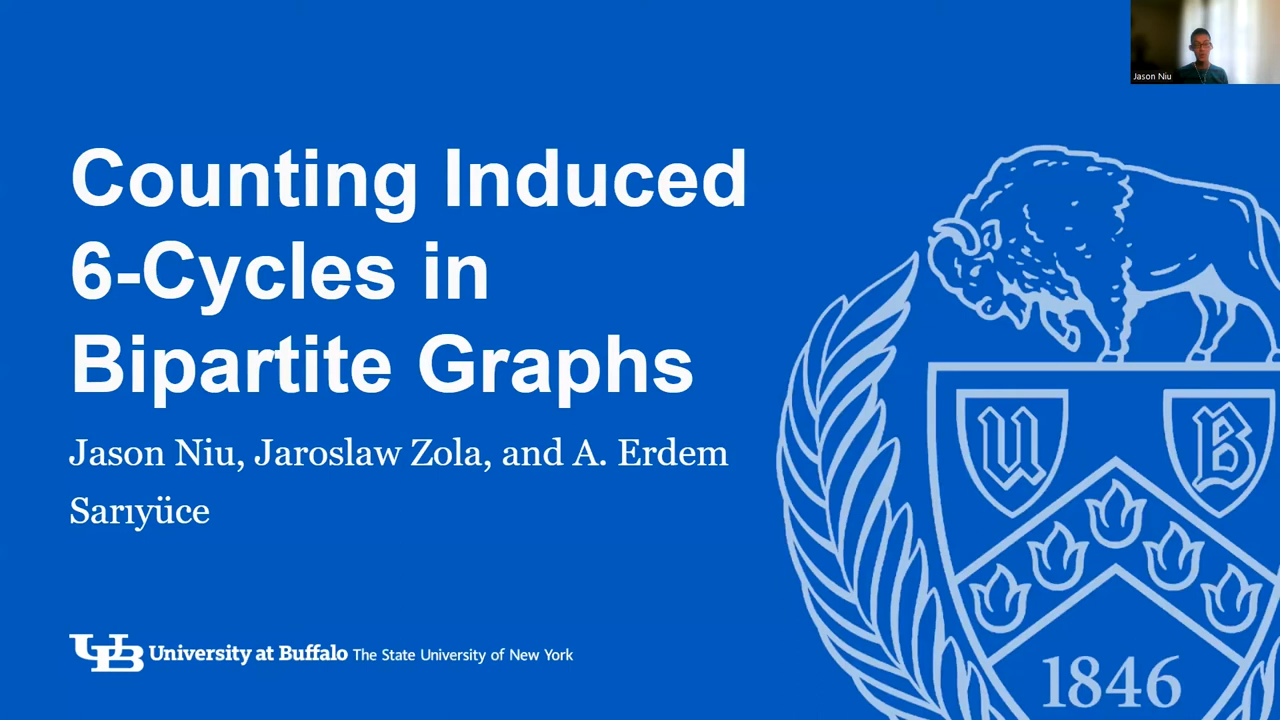 Jason Niu
Counting Induced
6-Cycles in
Bipartite Graphs
Jason Niu, Jaroslaw Zola, and A. Erdem
Sarıyüce
UB University at Buffalo The State University of New York
U B
1846